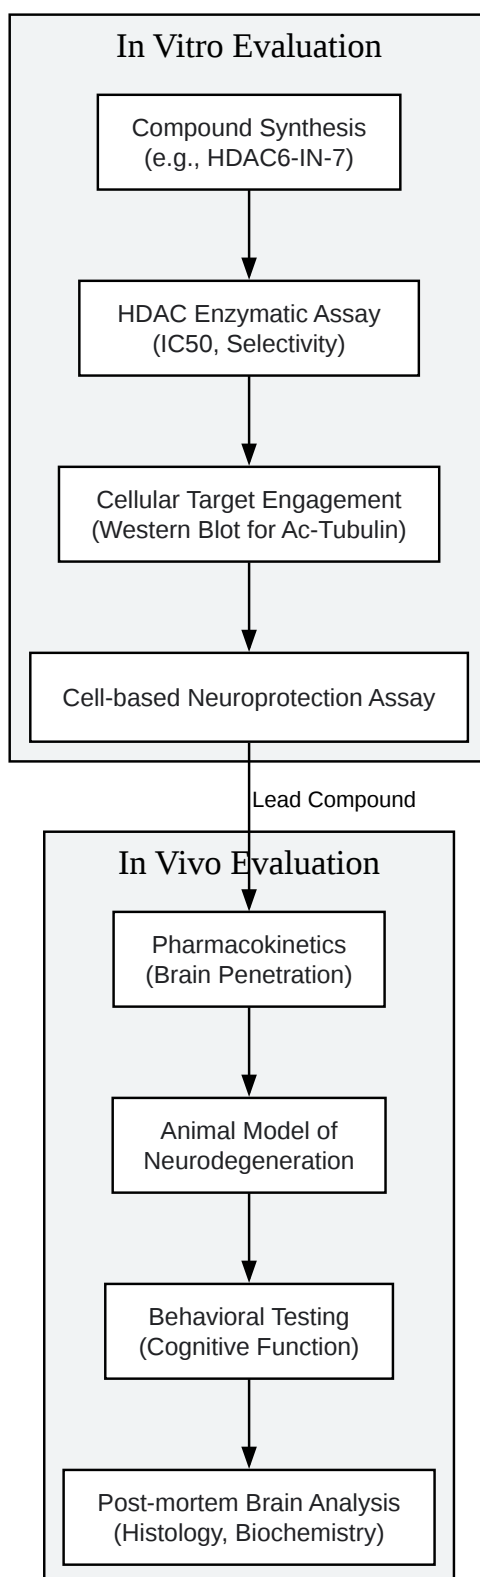 In Vitro Evaluation
Compound Synthesis
(e.g., HDAC6-IN-7)
HDAC Enzymatic Assay
(IC50, Selectivity)
Cellular Target Engagement
(Western Blot for Ac-Tubulin)
Cell-based Neuroprotection Assay
Lead Compound
In Vivo Evaluation
Pharmacokinetics
(Brain Penetration)
Animal Model of
Neurodegeneration
Behavioral Testing
(Cognitive Function)
Post-mortem Brain Analysis
(Histology, Biochemistry)